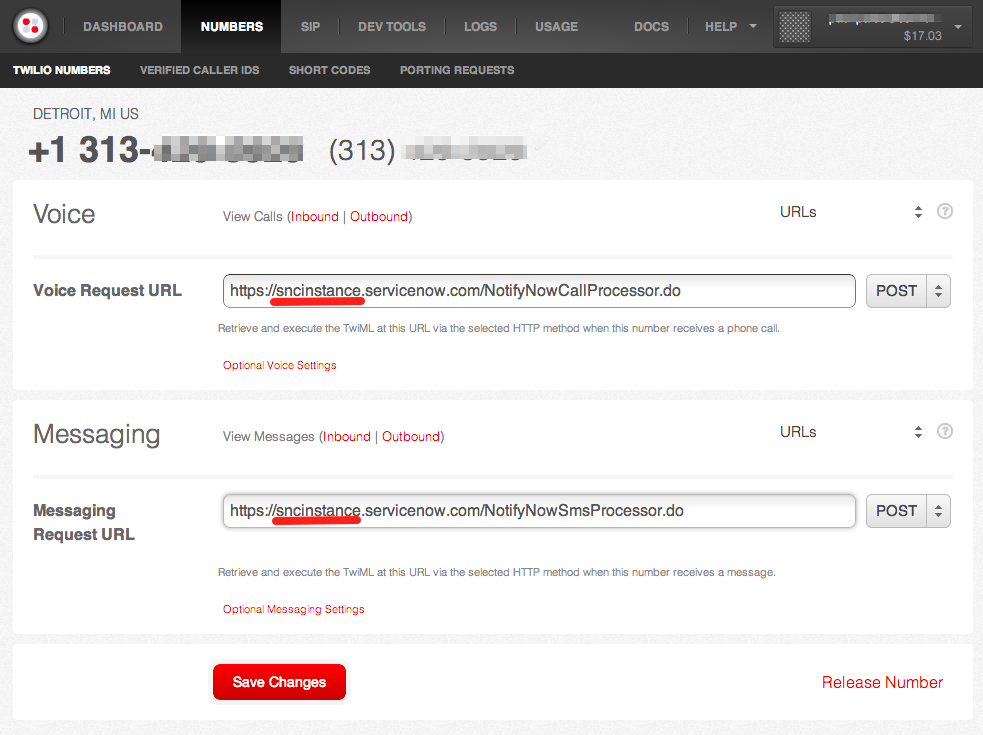 DASHBOARD NUMBERS SIP DEV TOOLS LOGS USAGE DOCS HELP
$17.03
TWILIO NUMBERS VERIFIED CALLER IDS SHORT CODES PORTING REQUESTS
DETROIT, MI US
+1 313- (313)
Voice View Calls (Inbound | Outbound) URLs ?
Voice Request URL https://sncinstance.servicenow.com/NotifyNowCallProcessor.do POST
Retrieve and execute the TwiML at this URL via the selected HTTP method when this number receives a phone call.
Optional Voice Settings
Messaging View Messages (Inbound | Outbound) URLs ?
Messaging https://sncinstance.servicenow.com/NotifyNowSmsProcessor.do POST
Request URL
Retrieve and execute the TwiML at this URL via the selected HTTP method when this number receives a message.
Optional Messaging Settings
Save Changes Release Number